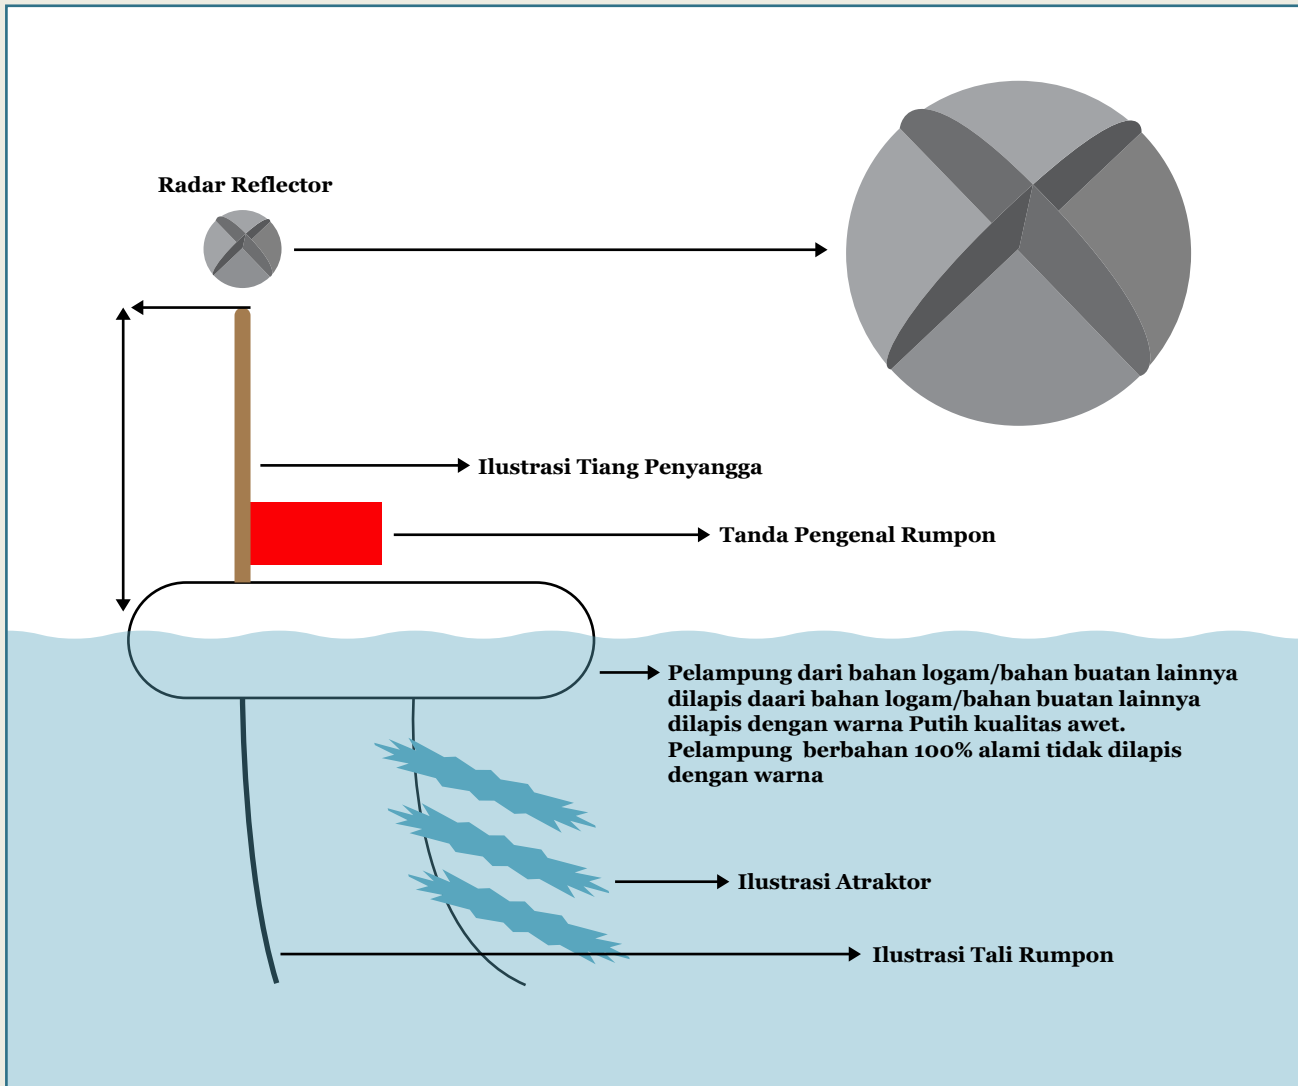 Radar Reflector
Ilustrasi Tiang Penyangga
Tanda Pengenal Rumpon
Pelampung dari bahan logam/bahan buatan lainnya
dilapis daari bahan logam/bahan buatan lainnya
dilapis dengan warna Putih kualitas awet.
Pelampung  berbahan 100% alami tidak dilapis
dengan warna
Ilustrasi Atraktor
Ilustrasi Tali Rumpon